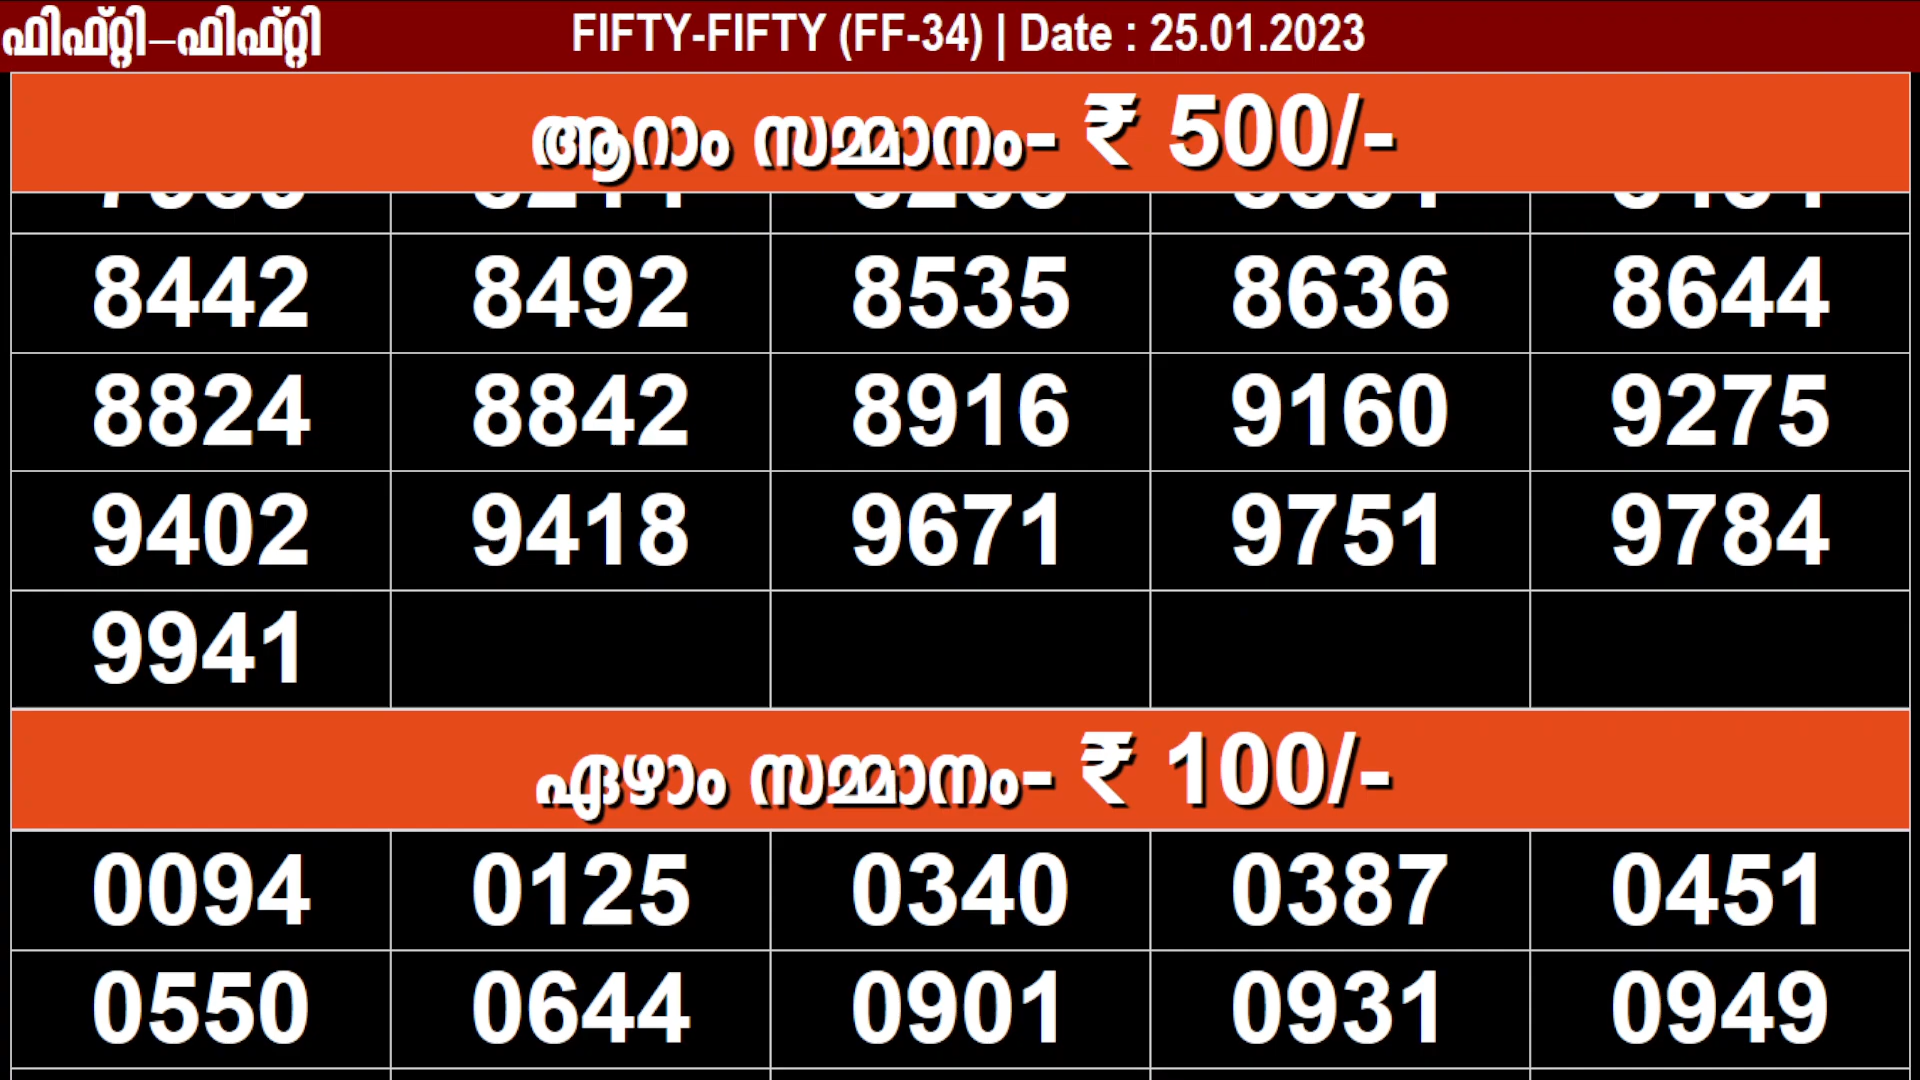 ഫിഫ്റ്റി–ഫിഫ്റ്റി FIFTY-FIFTY (FF-34) | Date : 25.01.2023
ആറാം സമ്മാനം- ₹ 500/-
8442 8492 8535 8636 8644
8824 8842 8916 9160 9275
9402 9418 9671 9751 9784
9941
ഏഴാം സമ്മാനം- ₹ 100/-
0094 0125 0340 0387 0451
0550 0644 0901 0931 0949